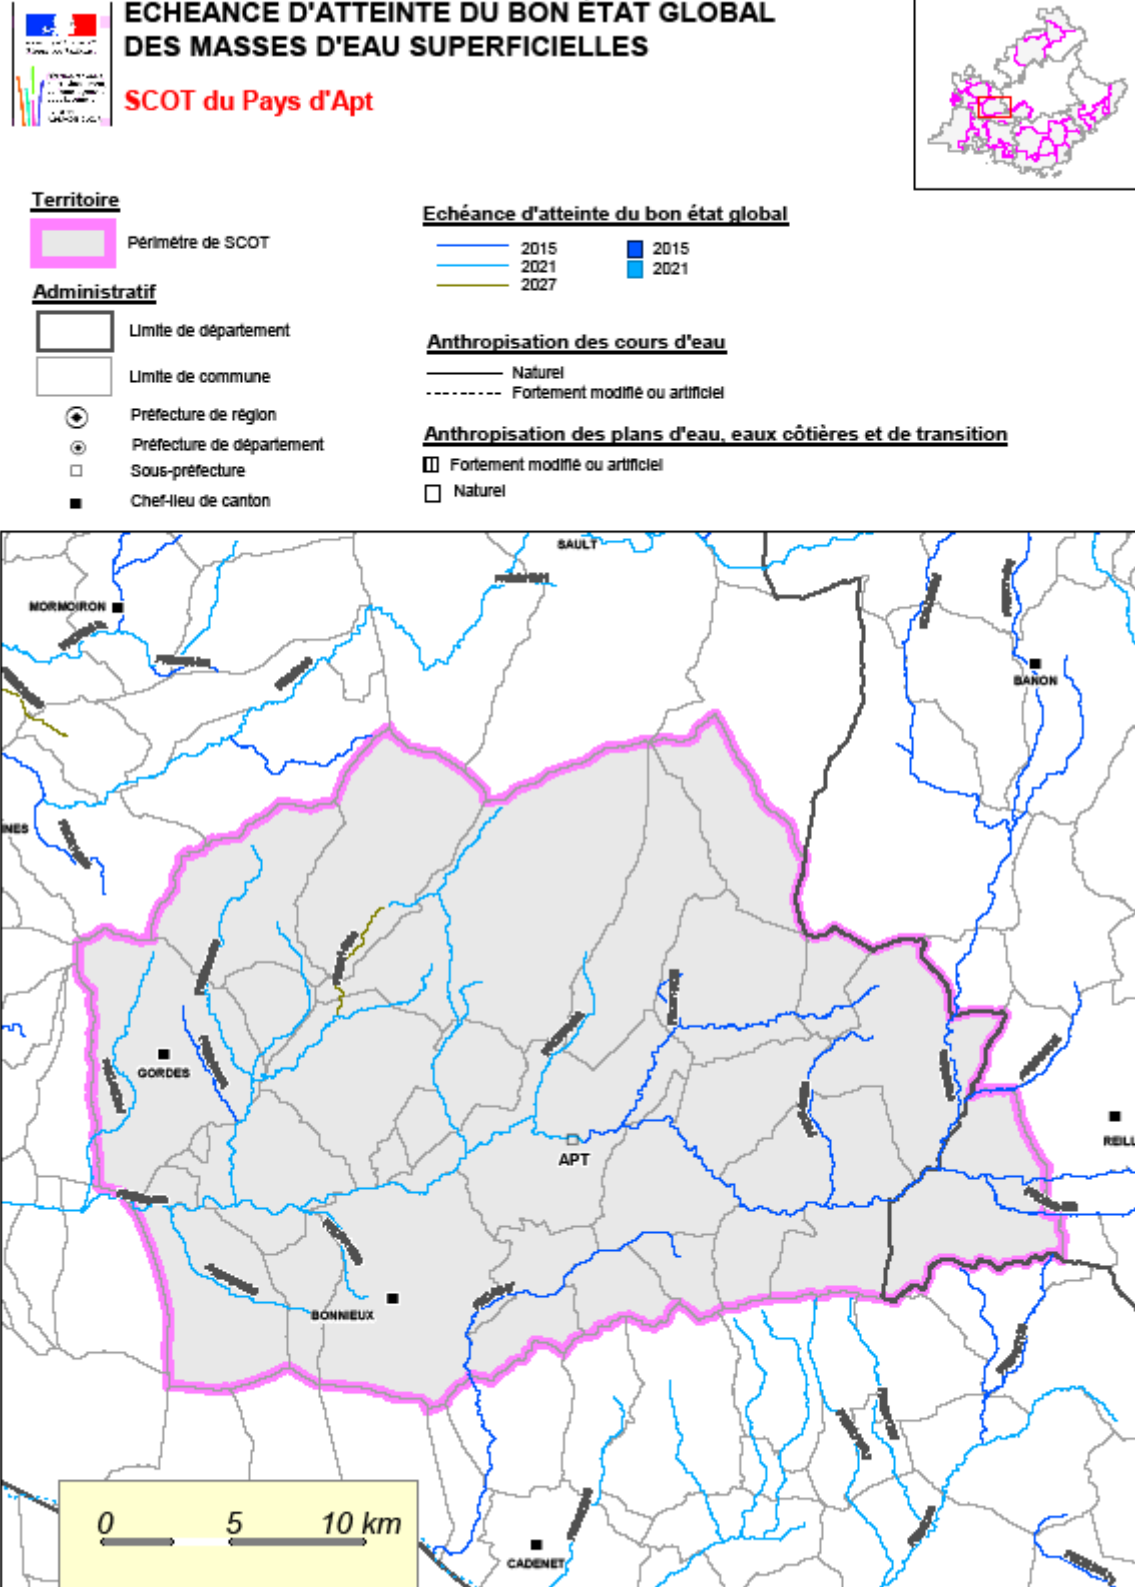 ECHEANCE D'ATTEINTE DU BON ÉTAT GLOBAL
DES MASSES D'EAU SUPERFICIELLES
SCOT du Pays d'Apt
Territoire
Périmètre de SCOT
Administratif
Limite de département
Limite de commune
Préfecture de région
Préfecture de département
Sous-préfecture
Chef-lieu de canton
Echéance d'atteinte du bon état global
2015
2021
2027
2015
2021
Anthropisation des cours d'eau
Naturel
Fortement modifié ou artificiel
Anthropisation des plans d'eau, eaux côtières et de transition
Fortement modifié ou artificiel
Naturel
SAULT
MORMOIRON
BANON
NES
GORDES
APT
REILL
BONNIEUX
CADENET
0 5 10 km